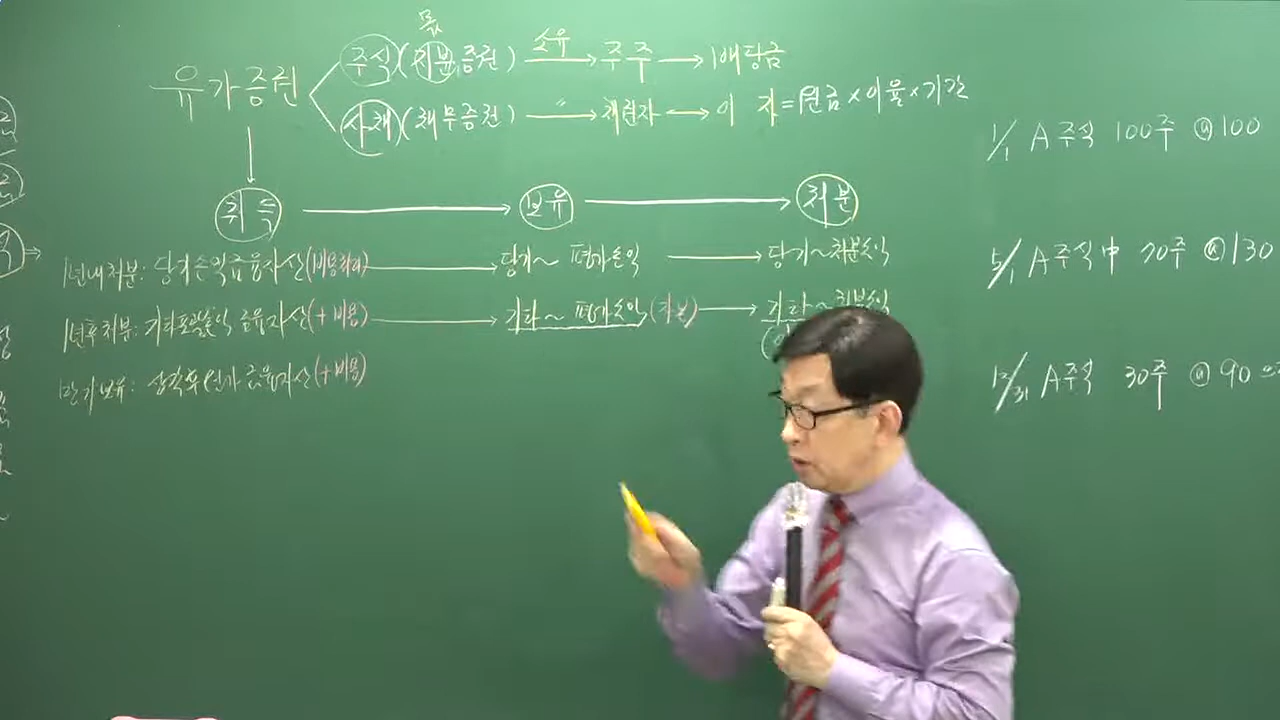 몫
유가증권
주식(지분증권) 소유 → 주주 → 배당금
사채(채무증권) 〃 → 채권자 ↔ 이 자 = 원금 × 이율 × 기간
취득 → 보유 → 처분
1년내 처분: 당기손익금융자산(비용처리) → 당기~ 평가손익 → 당기~처분손익
1년후 처분: 기타포괄손익 금융자산(+비용) → 기타~ 평가손익(자본) → 기타~ 처분손익
만기보유: 상각후원가 금융자산(+비용)
1/1 A주식 100주 @100
5/1 A주식中 70주 @130
12/31 A주식 30주 @90